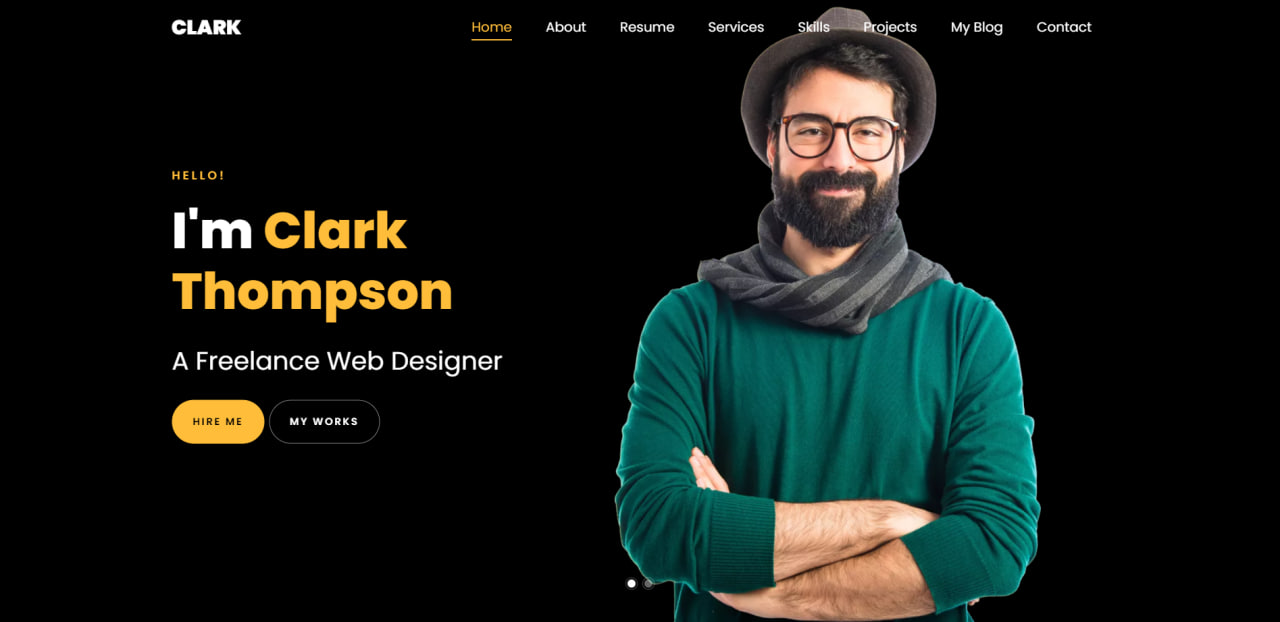 CLARK
Home About Resume Services Skills Projects My Blog Contact
HELLO!
I'm Clark
Thompson
A Freelance Web Designer
HIRE ME MY WORKS